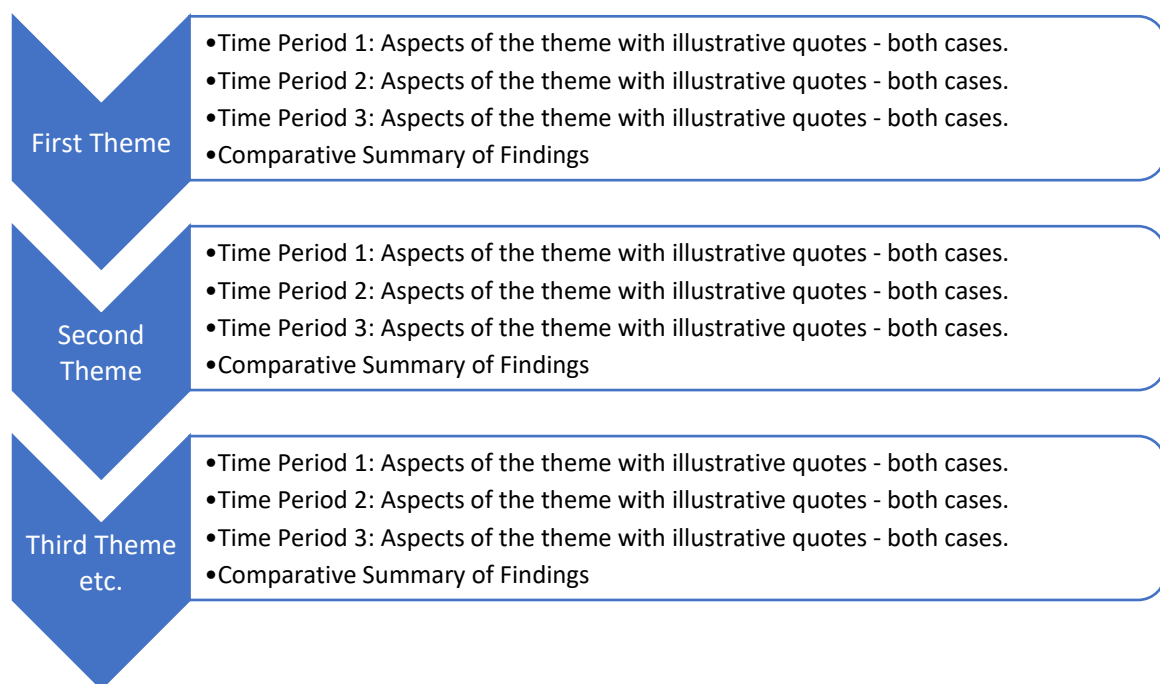 First Theme
•Time Period 1: Aspects of the theme with illustrative quotes - both cases.
•Time Period 2: Aspects of the theme with illustrative quotes - both cases.
•Time Period 3: Aspects of the theme with illustrative quotes - both cases.
•Comparative Summary of Findings
Second
Theme
•Time Period 1: Aspects of the theme with illustrative quotes - both cases.
•Time Period 2: Aspects of the theme with illustrative quotes - both cases.
•Time Period 3: Aspects of the theme with illustrative quotes - both cases.
•Comparative Summary of Findings
Third Theme
etc.
•Time Period 1: Aspects of the theme with illustrative quotes - both cases.
•Time Period 2: Aspects of the theme with illustrative quotes - both cases.
•Time Period 3: Aspects of the theme with illustrative quotes - both cases.
•Comparative Summary of Findings